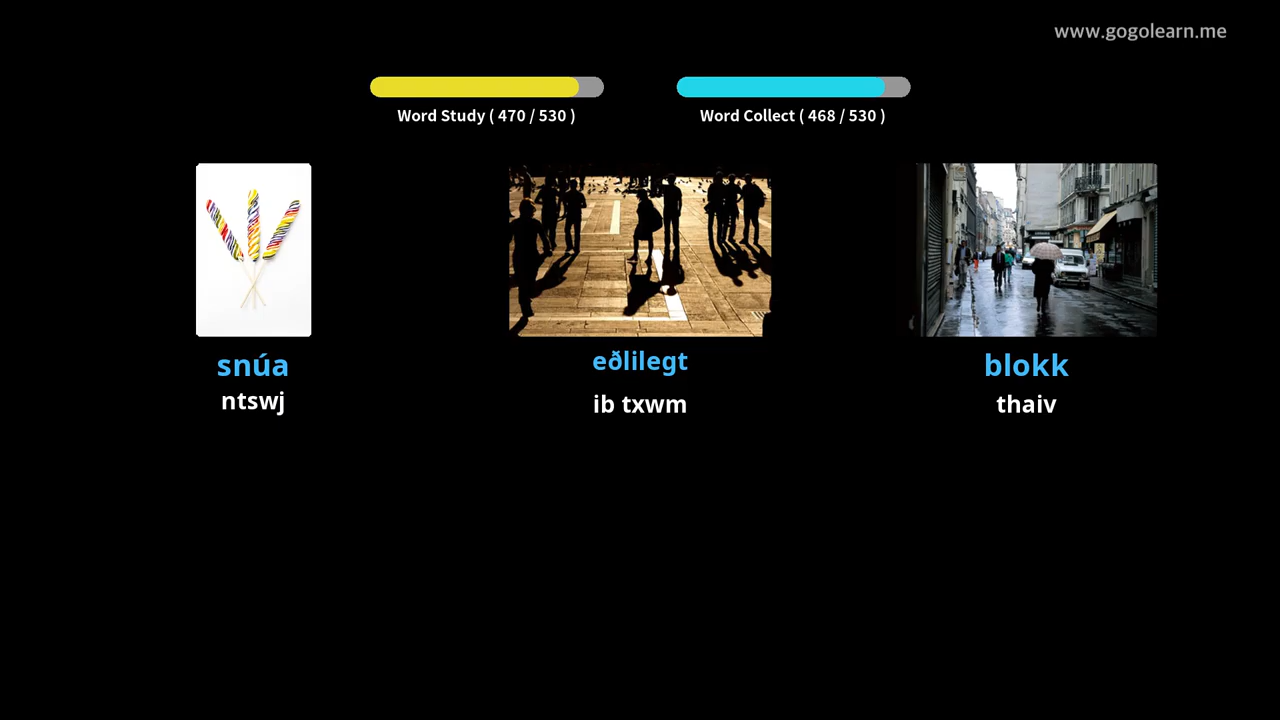 www.gogolearn.me
Word Study ( 470 / 530 )
Word Collect ( 468 / 530 )
snúa
ntswj
eðlilegt
ib txwm
blokk
thaiv